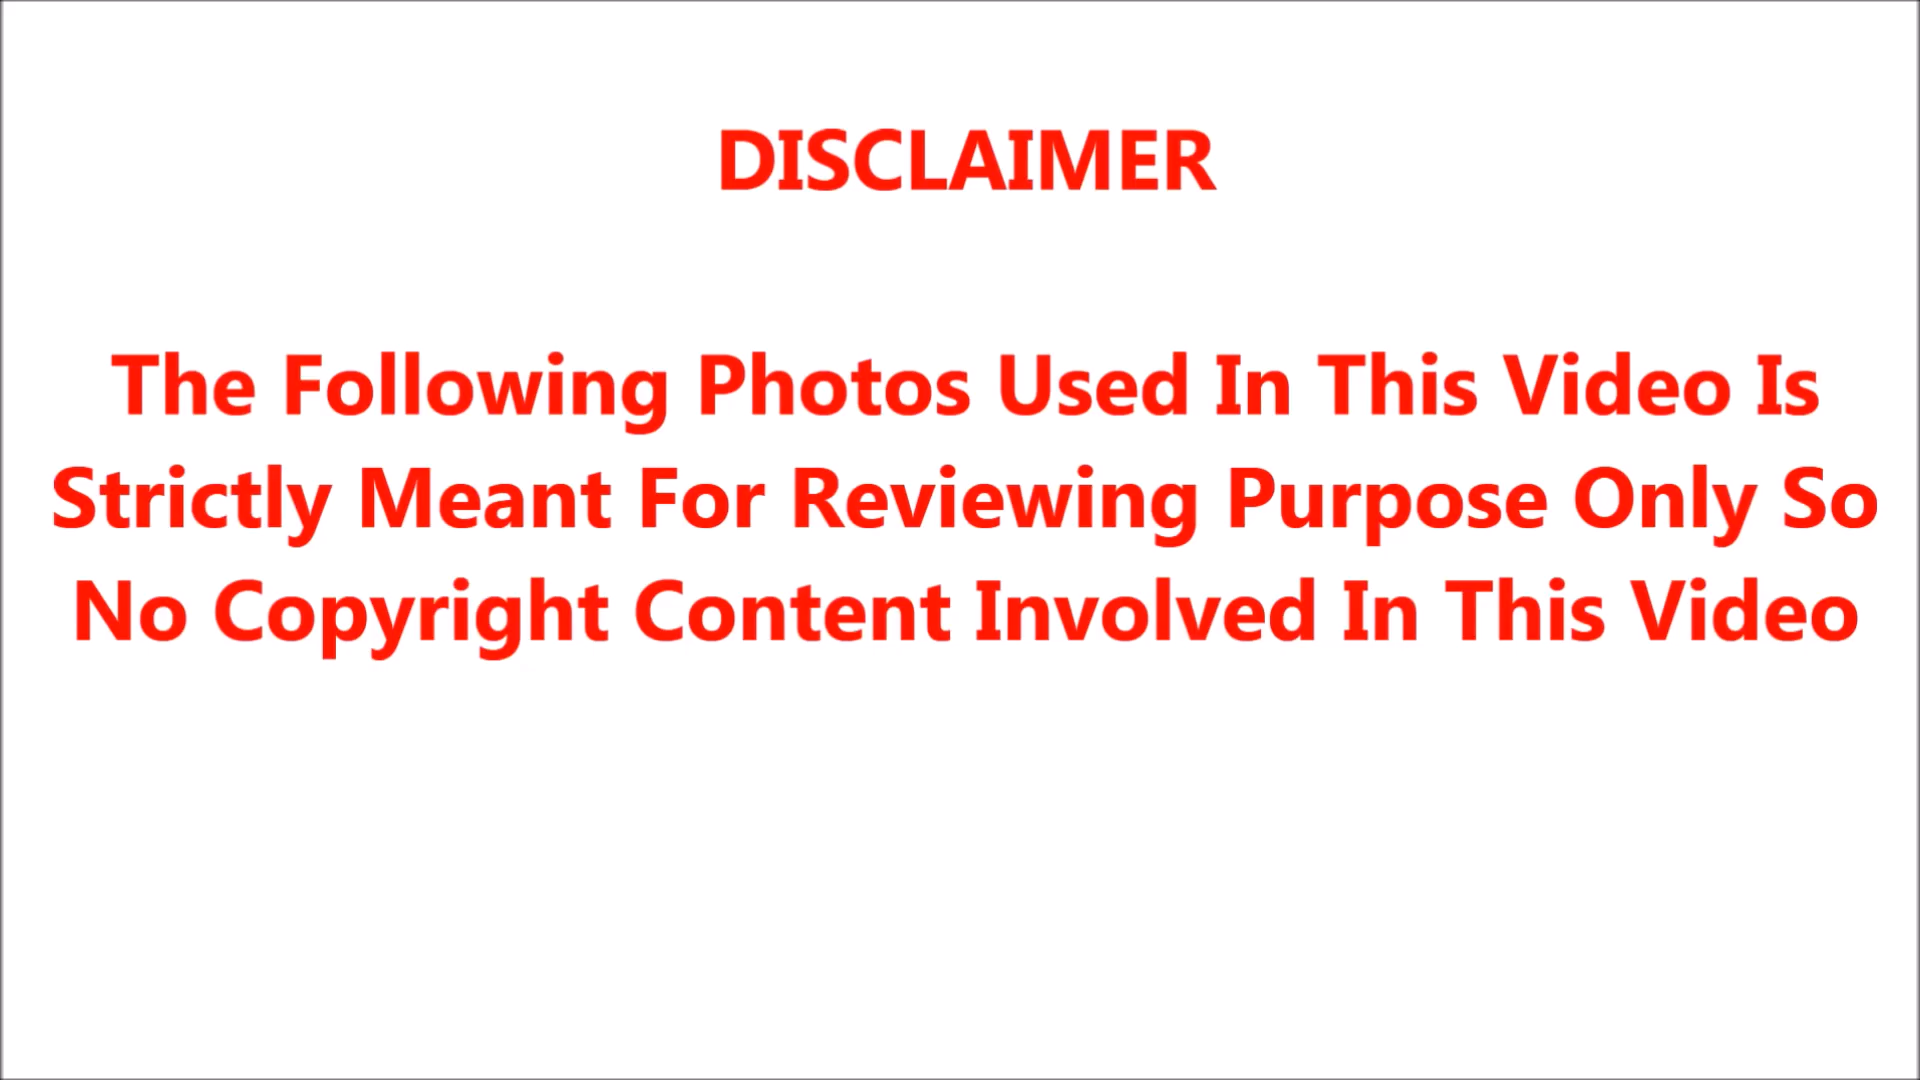 DISCLAIMER
The Following Photos Used In This Video Is
Strictly Meant For Reviewing Purpose Only So
No Copyright Content Involved In This Video